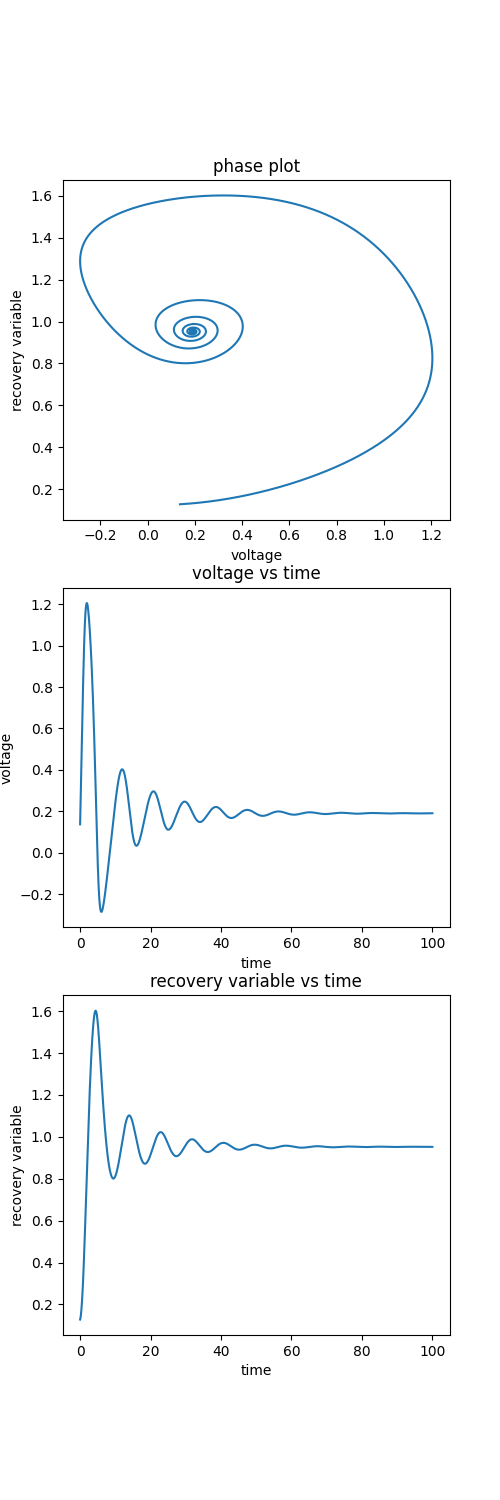 phase plot
1.6
1.4
1.2
1.0
0.8
0.6
0.4
0.2
recovery variable
−0.2 0.0 0.2 0.4 0.6 0.8 1.0 1.2
voltage
voltage vs time
1.2
1.0
0.8
0.6
0.4
0.2
0.0
−0.2
voltage
0 20 40 60 80 100
time
recovery variable vs time
1.6
1.4
1.2
1.0
0.8
0.6
0.4
0.2
recovery variable
0 20 40 60 80 100
time